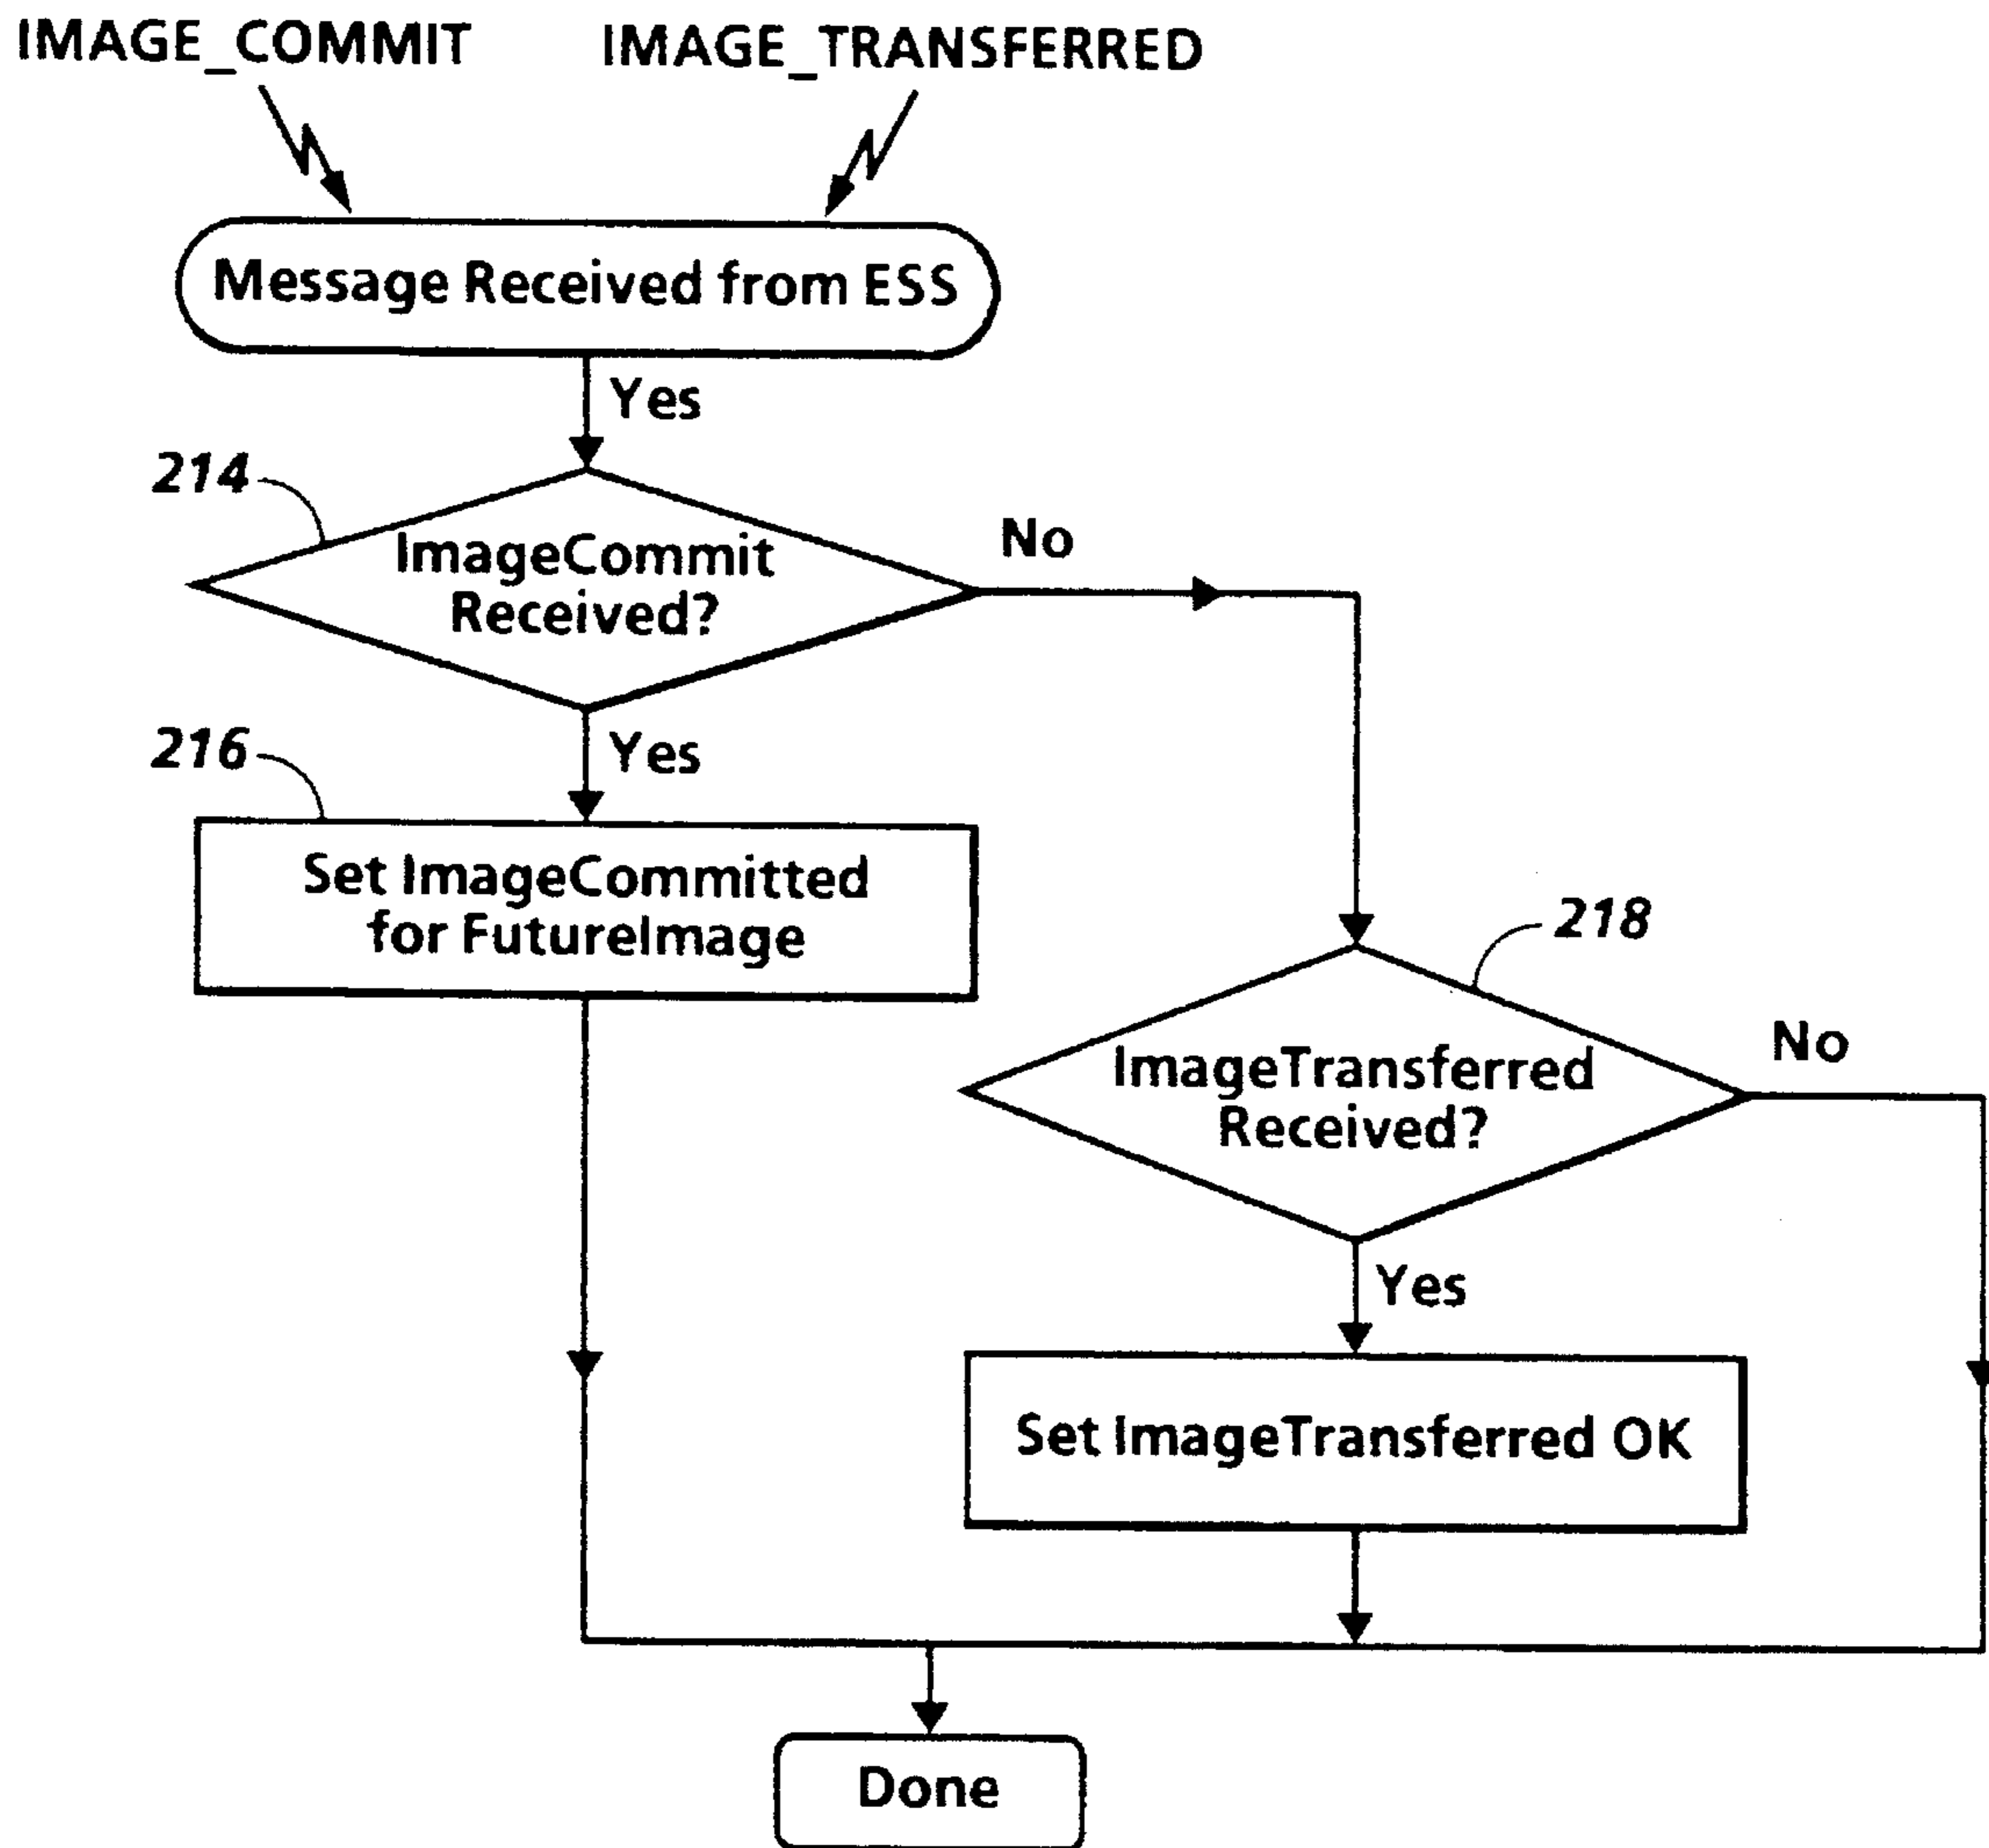 IMAGE_COMMIT
IMAGE_TRANSFERRED
Message Received from ESS
Yes
214
ImageCommit
Received?
No
Yes
216
Set ImageCommitted
for FutureImage
218
ImageTransferred
Received?
No
Yes
Set ImageTransferred OK
Done